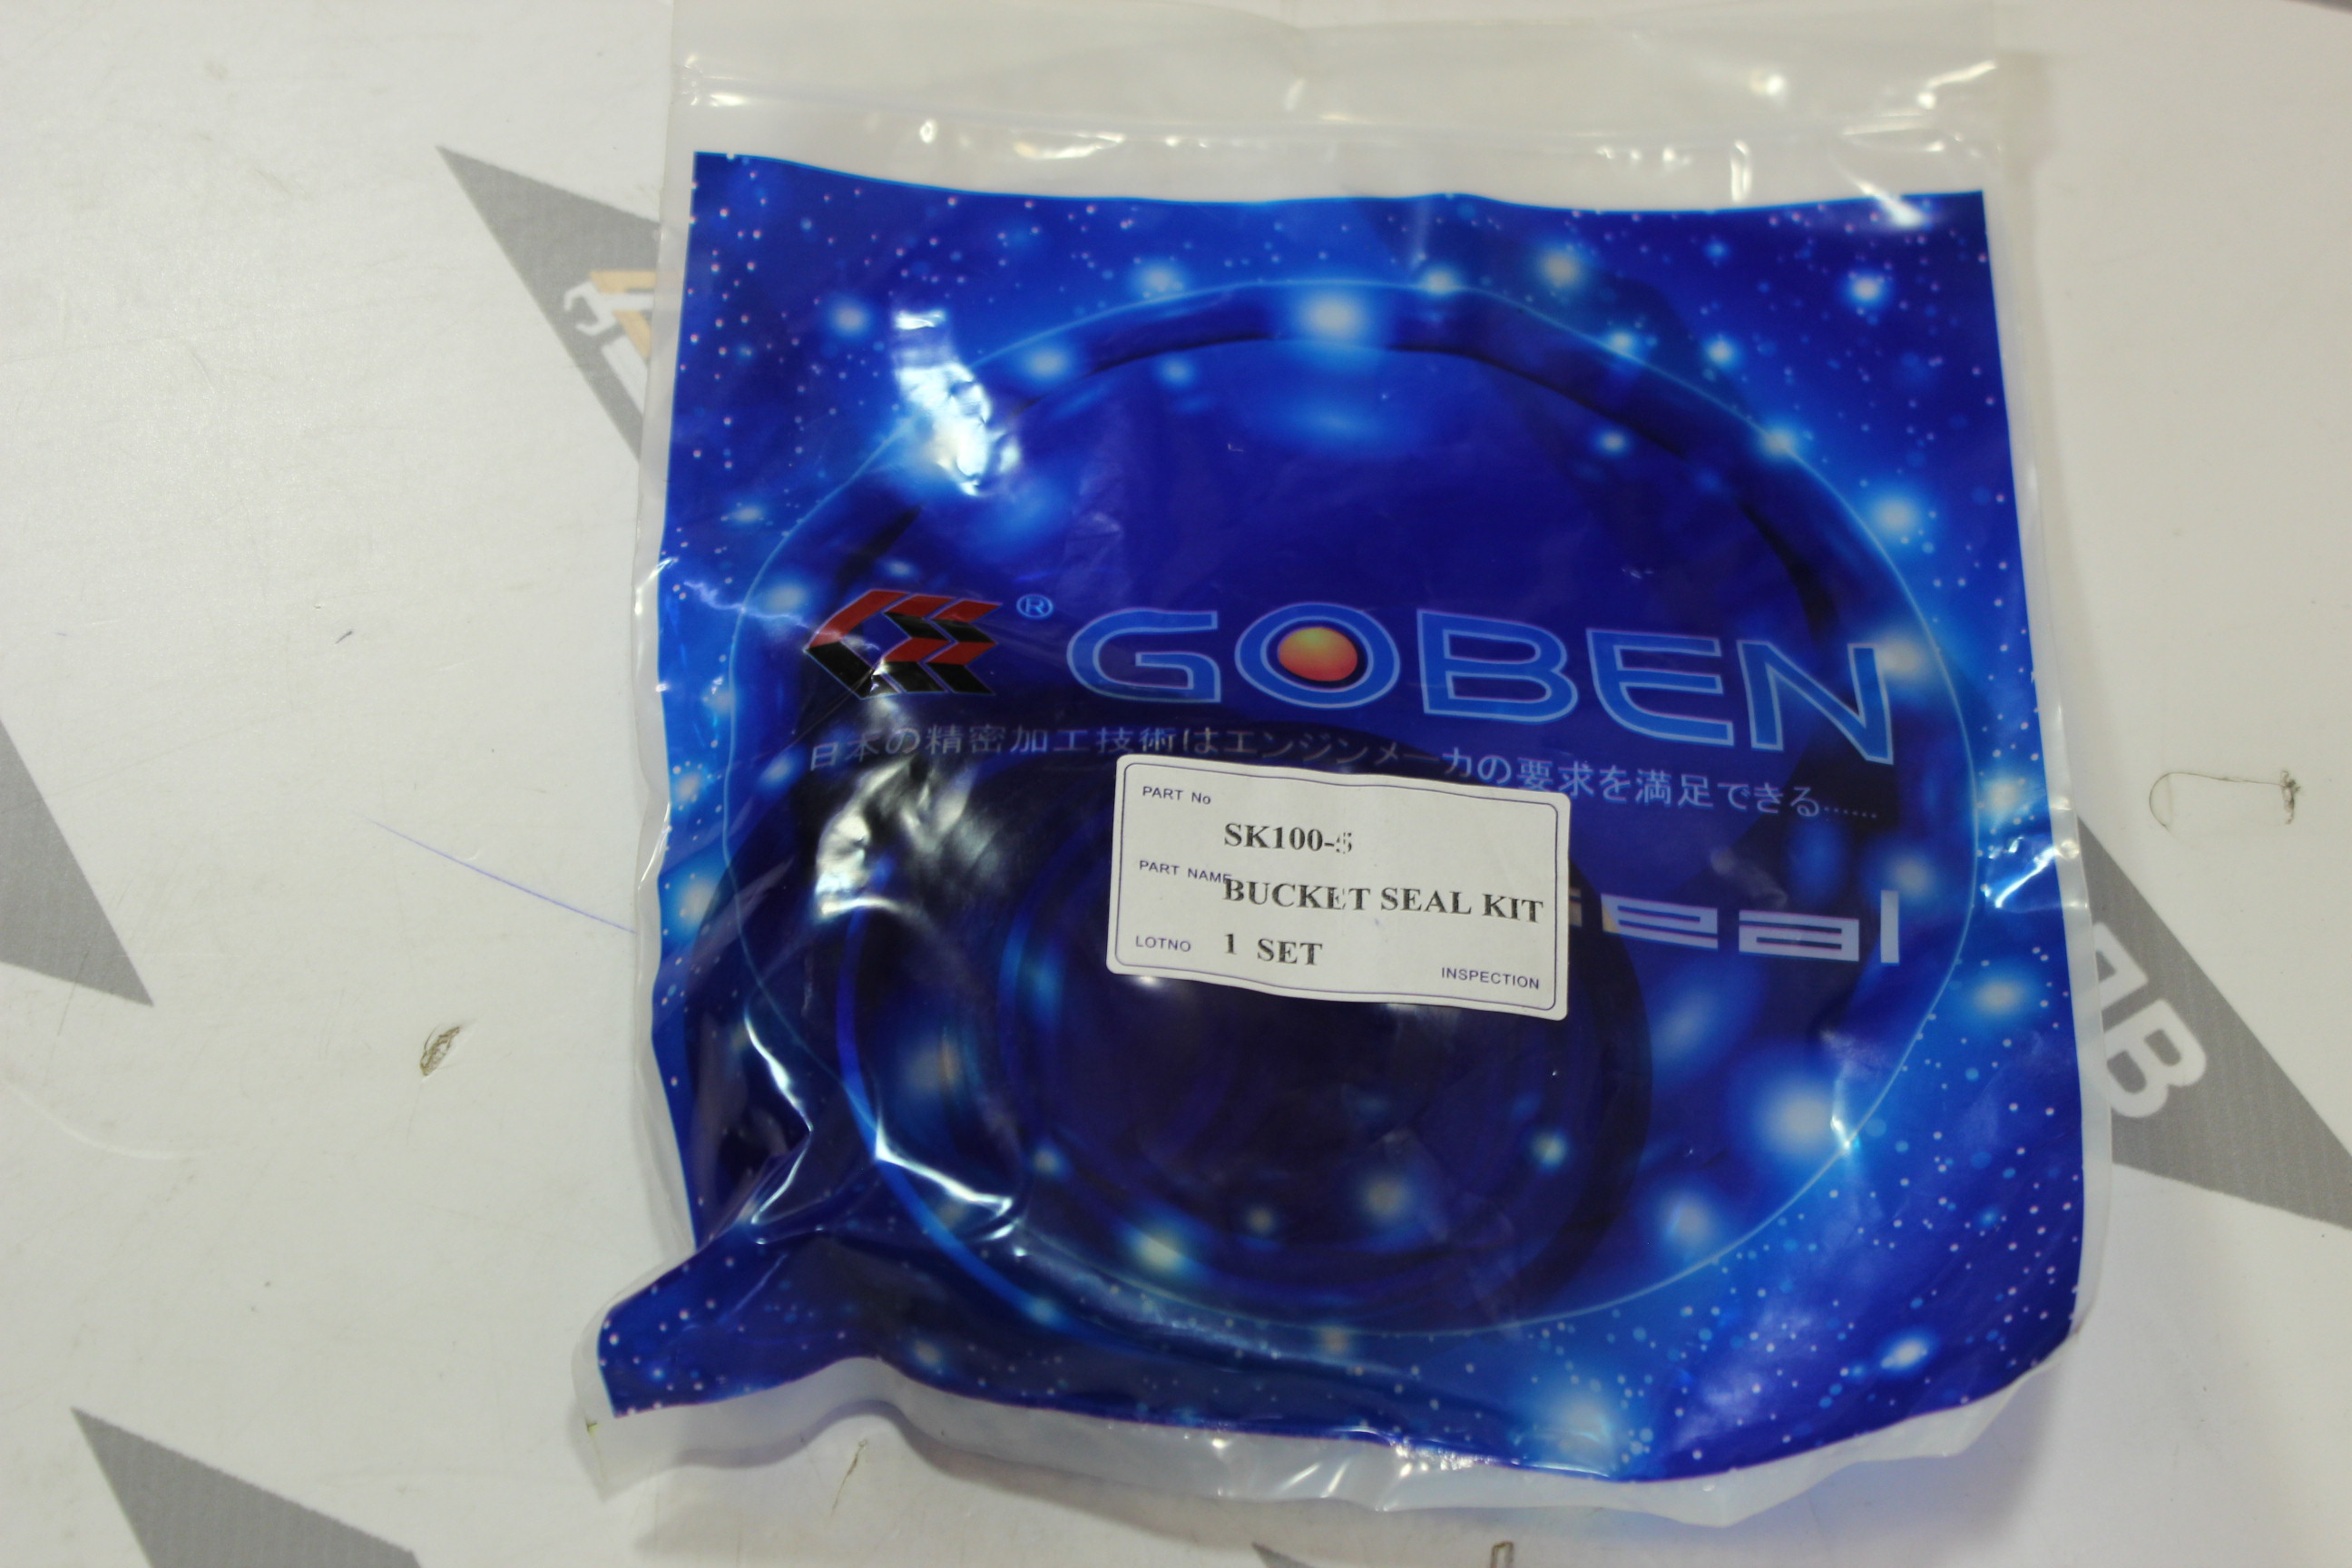 ® GOBEN
日本の精密加工技術はエンジンメーカの要求を満足できる……
PART No
SK100-5
PART NAME
BUCKET SEAL KIT
eal
LOTNO 1 SET
INSPECTION
AB